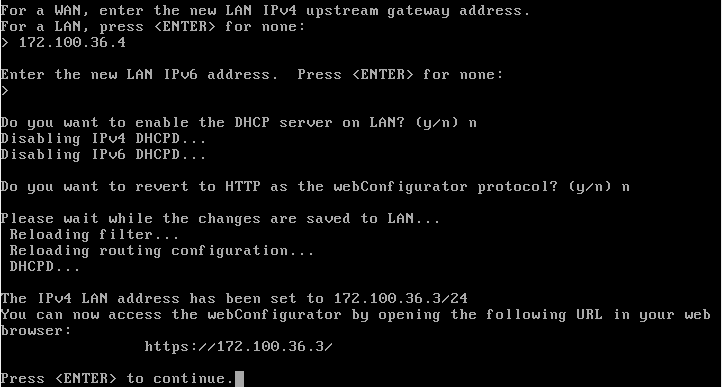 For a WAN, enter the new LAN IPv4 upstream gateway address.
For a LAN, press <ENTER> for none:
> 172.100.36.4
Enter the new LAN IPv6 address.  Press <ENTER> for none:
>
Do you want to enable the DHCP server on LAN? (y/n) n
Disabling IPv4 DHCPD...
Disabling IPv6 DHCPD...
Do you want to revert to HTTP as the webConfigurator protocol? (y/n) n
Please wait while the changes are saved to LAN...
 Reloading filter...
 Reloading routing configuration...
 DHCPD...
The IPv4 LAN address has been set to 172.100.36.3/24
You can now access the webConfigurator by opening the following URL in your web
browser:
                https://172.100.36.3/
Press <ENTER> to continue.